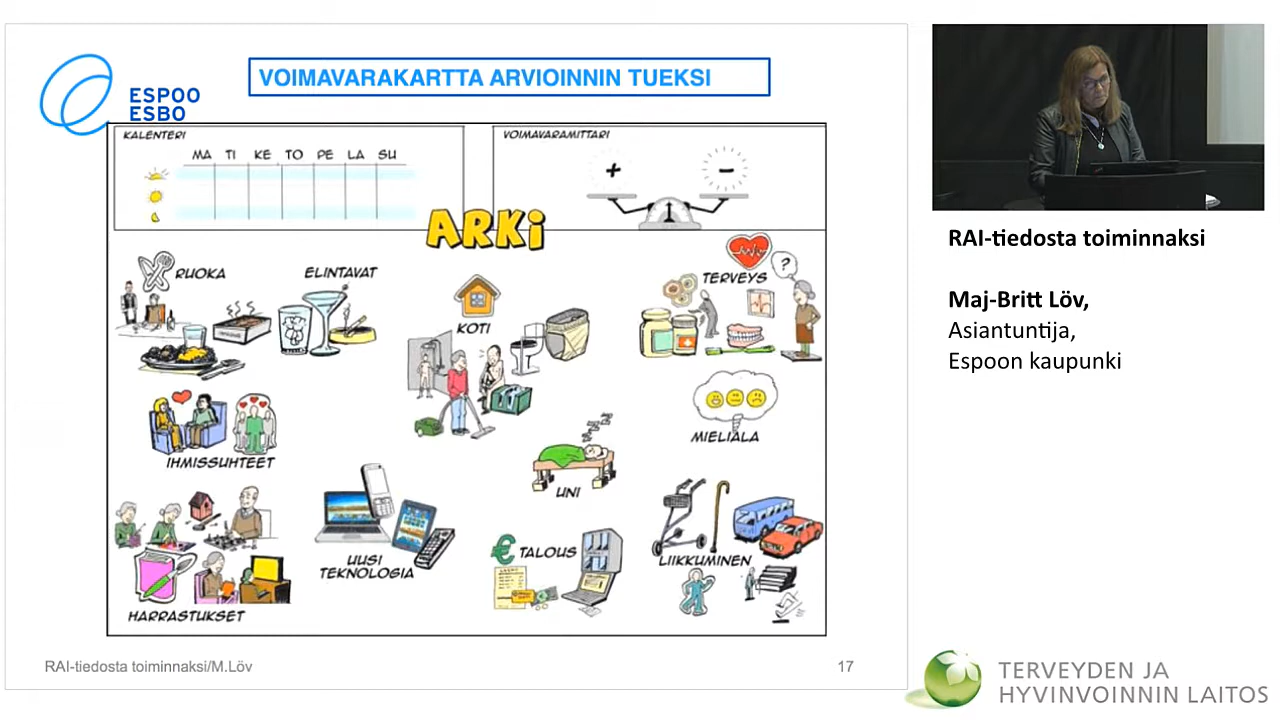 VOIMAVARAKARTTA ARVIOINNIN TUEKSI
ESPOO
ESBO
KALENTERI
MA TI KE TO PE LA SU
VOIMAVARAMITTARI
+ −
ARKi
RUOKA
ELINTAVAT
KOTI
TERVEYS
?
IHMISSUHTEET
MIELIALA
ZZZ
UNI
HARRASTUKSET
UUSI
TEKNOLOGIA
€ TALOUS
LIIKKUMINEN
RAI-tiedosta toiminnaksi/M.Löv
17
RAI-tiedosta toiminnaksi
Maj-Britt Löv,
Asiantuntija,
Espoon kaupunki
TERVEYDEN JA
HYVINVOINNIN LAITOS